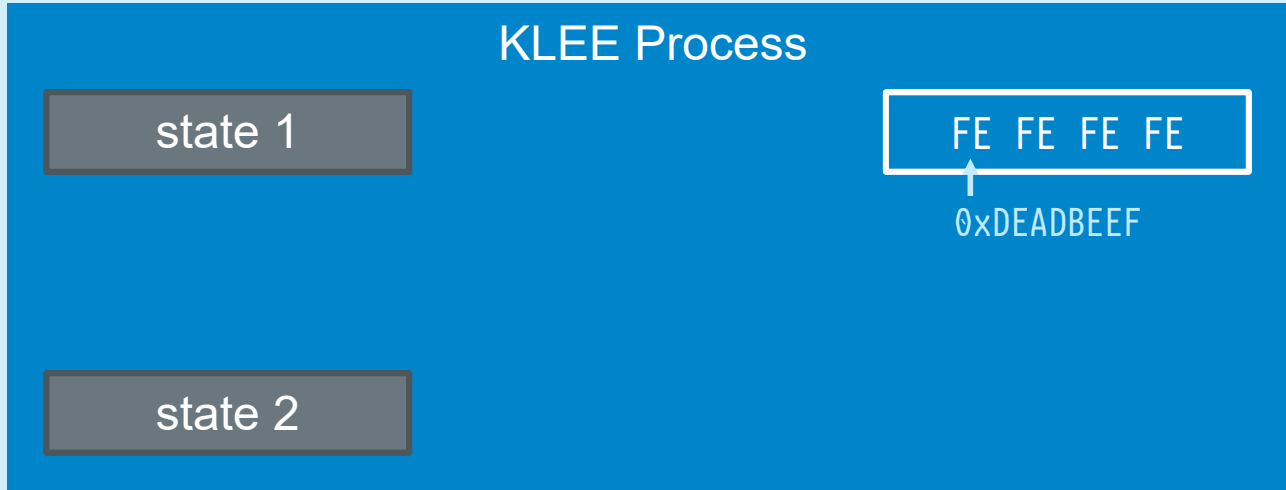 KLEE Process
state 1
FE FE FE FE
0xDEADBEEF
state 2